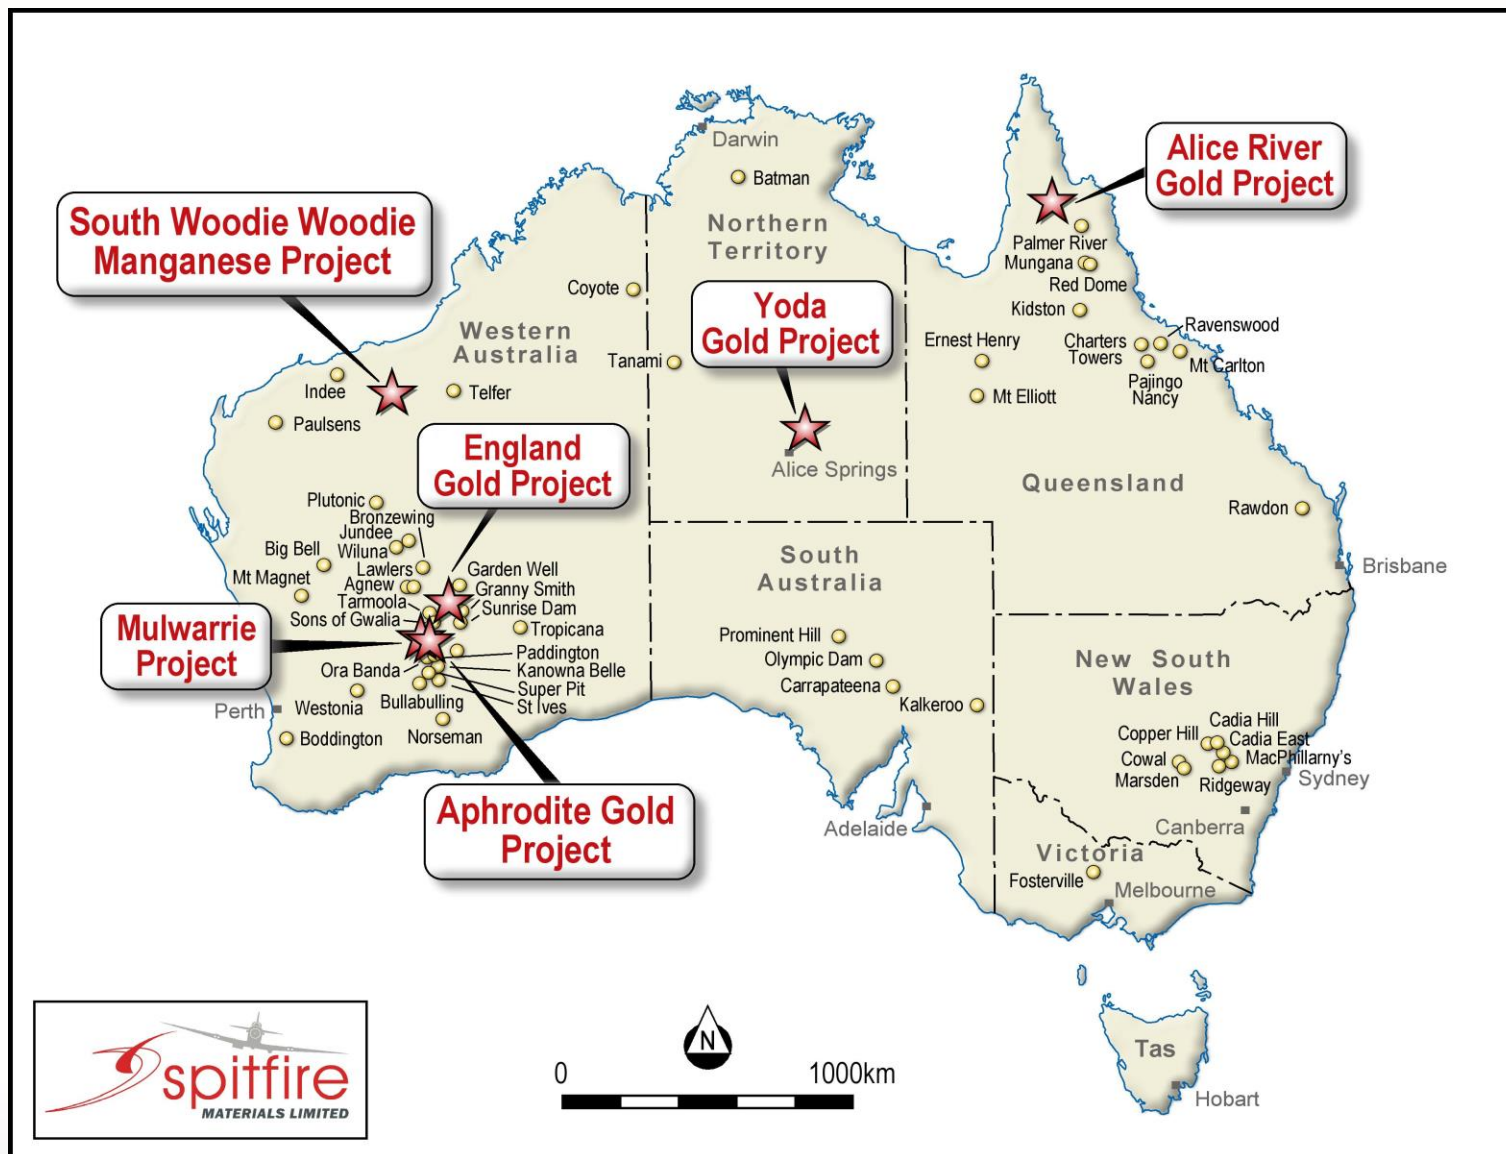 Darwin
Batman
Northern
Territory
Alice River
Gold Project
South Woodie Woodie
Manganese Project
Palmer River
Mungana
Red Dome
Kidston
Coyote
Yoda
Gold Project
Western
Australia
Ernest Henry
Charters
Towers
Ravenswood
Mt Carlton
Pajingo
Nancy
Tanami
Mt Elliott
Indee
Telfer
Paulsens
England
Gold Project
Alice Springs
Queensland
Rawdon
Plutonic
Bronzewing
Jundee
Wiluna
Big Bell
Lawlers
Mt Magnet
Agnew
Tarmoola
Sons of Gwalia
Garden Well
Granny Smith
Sunrise Dam
Tropicana
South
Australia
Brisbane
Mulwarrie
Project
Prominent Hill
Olympic Dam
Carrapateena
Kalkeroo
New South
Wales
Ora Banda
Paddington
Kanowna Belle
Super Pit
St Ives
Bullabulling
Westonia
Perth
Boddington
Norseman
Cadia Hill
Copper Hill
Cadia East
Cowal
MacPhillarny's
Marsden
Ridgeway
Sydney
Aphrodite Gold
Project
Adelaide
Canberra
Victoria
Fosterville
Melbourne
Tas
Hobart
N
0
1000km
spitfire
MATERIALS LIMITED